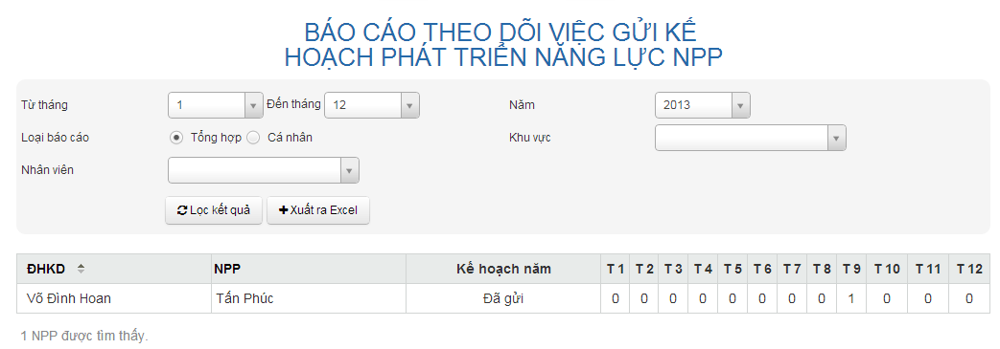 BÁO CÁO THEO DÕI VIỆC GỬI KẾ
HOẠCH PHÁT TRIỂN NĂNG LỰC NPP
Từ tháng 1 Đến tháng 12 Năm 2013
Loại báo cáo Tổng hợp Cá nhân Khu vực
Nhân viên
Lọc kết quả Xuất ra Excel
ĐHKD NPP Kế hoạch năm T 1 T 2 T 3 T 4 T 5 T 6 T 7 T 8 T 9 T 10 T 11 T 12
Võ Đình Hoan Tấn Phúc Đã gửi 0 0 0 0 0 0 0 0 1 0 0 0
1 NPP được tìm thấy.